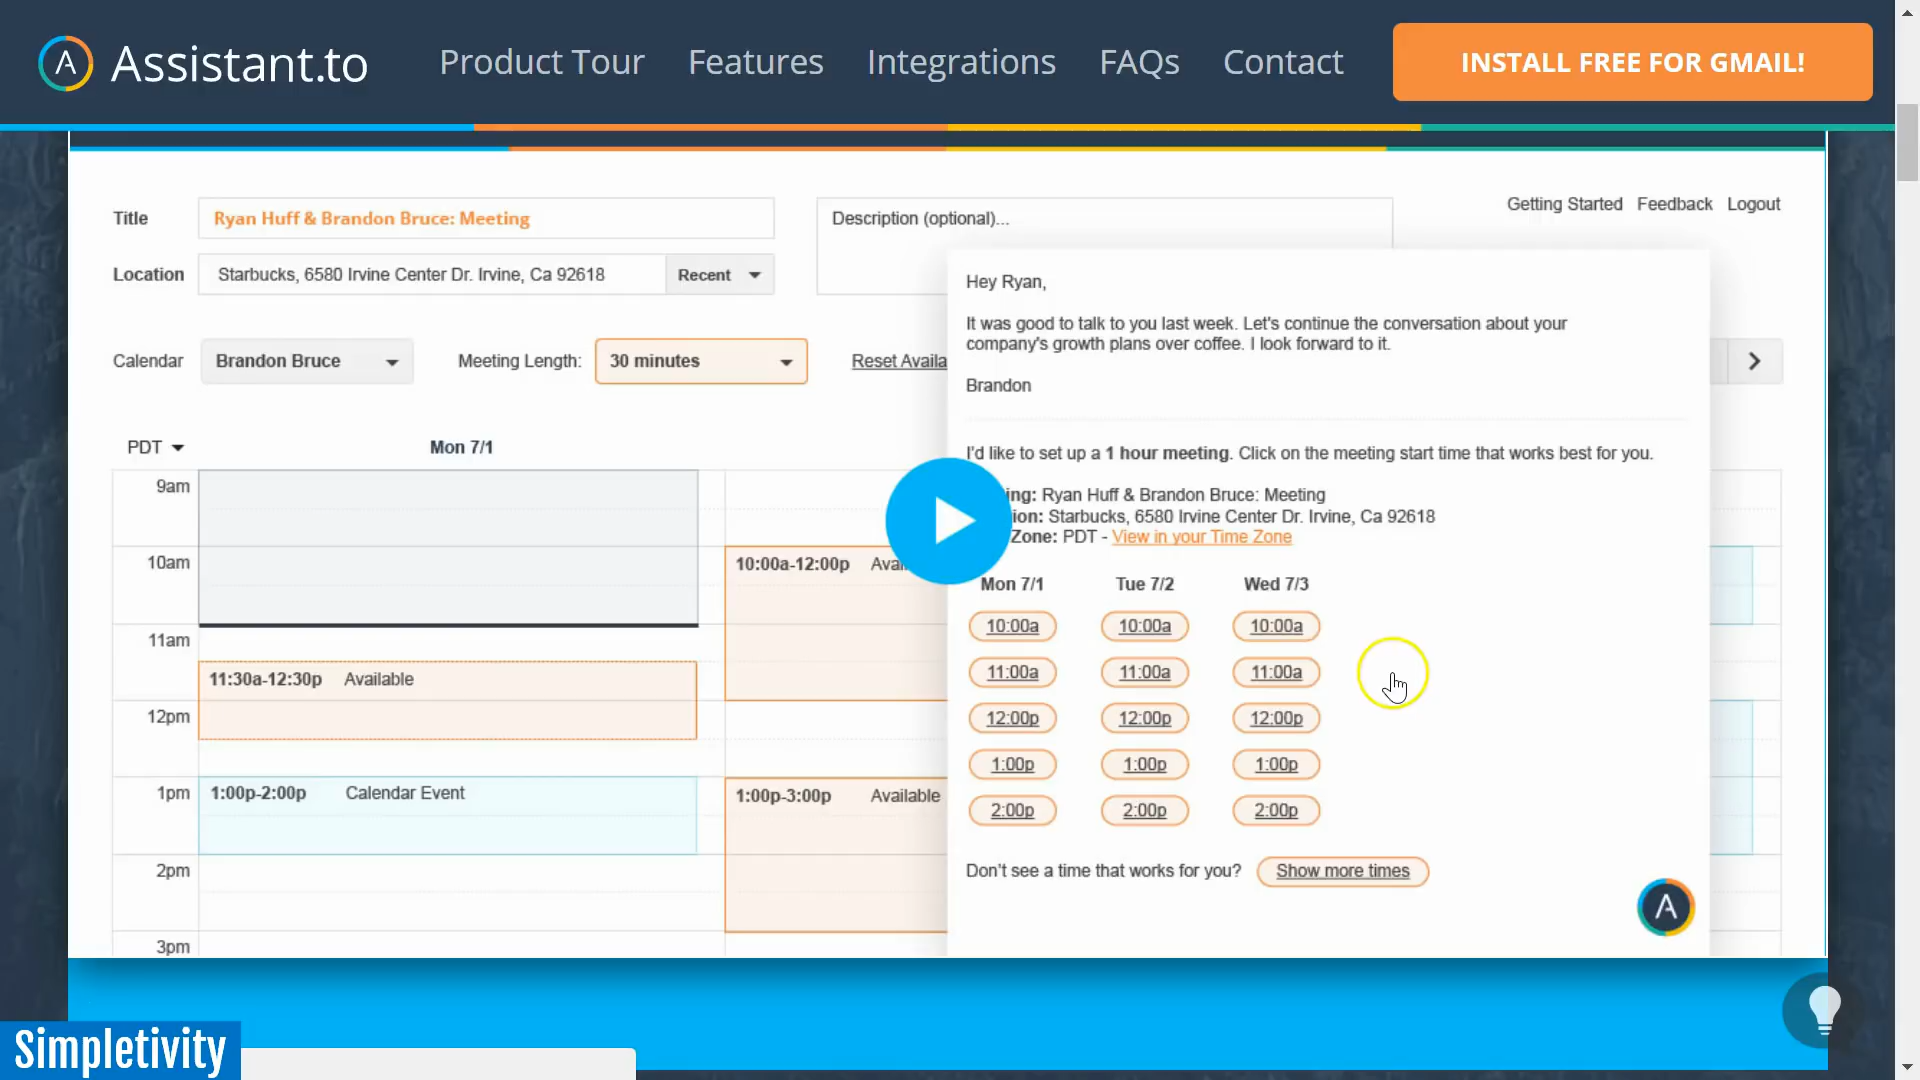 Assistant.to
Product Tour Features Integrations FAQs Contact
INSTALL FREE FOR GMAIL!
Getting Started Feedback Logout
Title Ryan Huff & Brandon Bruce: Meeting
Description (optional)...
Location Starbucks, 6580 Irvine Center Dr. Irvine, Ca 92618 Recent
Calendar Brandon Bruce Meeting Length: 30 minutes Reset Availa
PDT Mon 7/1
9am
10am
11am
12pm
1pm
2pm
3pm
11:30a-12:30p Available
1:00p-2:00p Calendar Event
10:00a-12:00p Avai
1:00p-3:00p Available
Hey Ryan,
It was good to talk to you last week. Let's continue the conversation about your
company's growth plans over coffee. I look forward to it.
Brandon
I'd like to set up a 1 hour meeting. Click on the meeting start time that works best for you.
ing: Ryan Huff & Brandon Bruce: Meeting
ion: Starbucks, 6580 Irvine Center Dr. Irvine, Ca 92618
Zone: PDT - View in your Time Zone
Mon 7/1 Tue 7/2 Wed 7/3
10:00a 10:00a 10:00a
11:00a 11:00a 11:00a
12:00p 12:00p 12:00p
1:00p 1:00p 1:00p
2:00p 2:00p 2:00p
Don't see a time that works for you? Show more times
Simpletivity